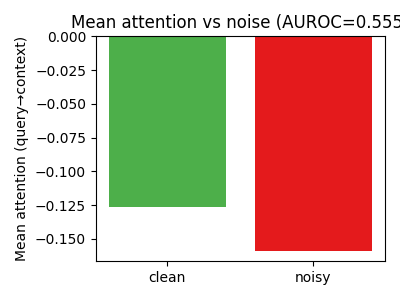 Mean attention vs noise (AUROC=0.555
Mean attention (query→context)
0.000
−0.025
−0.050
−0.075
−0.100
−0.125
−0.150
clean
noisy